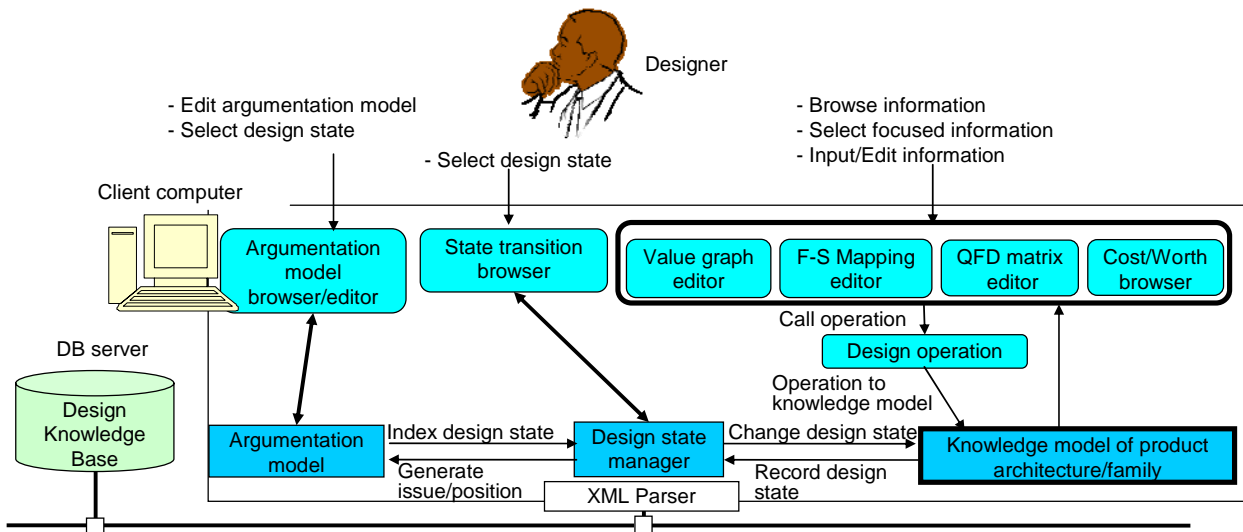 Designer
- Edit argumentation model
- Select design state
- Select design state
- Browse information
- Select focused information
- Input/Edit information
Client computer
Argumentation
model
browser/editor
State transition
browser
Value graph
editor
F-S Mapping
editor
QFD matrix
editor
Cost/Worth
browser
Call operation
Design operation
Operation to
knowledge model
DB server
Design
Knowledge
Base
Argumentation
model
Index design state
Generate
issue/position
Design state
manager
Change design state
Record design
state
Knowledge model of product
architecture/family
XML Parser